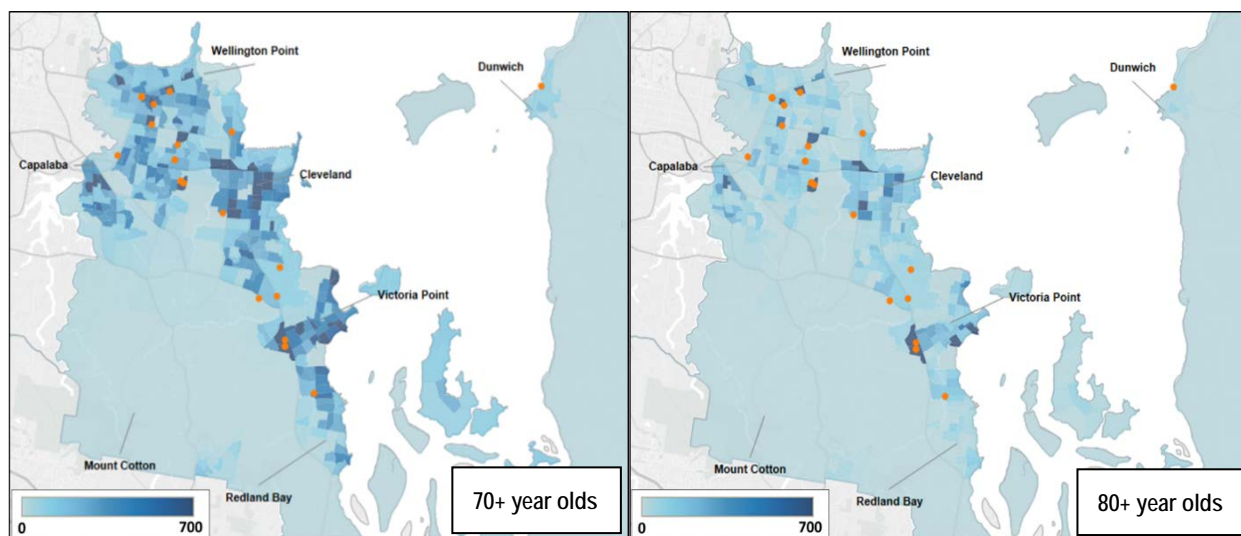 Wellington Point
Dunwich
Capalaba
Cleveland
Victoria Point
Mount Cotton
Redland Bay
0 700
70+ year olds
Wellington Point
Dunwich
Capalaba
Cleveland
Victoria Point
Mount Cotton
Redland Bay
0 700
80+ year olds